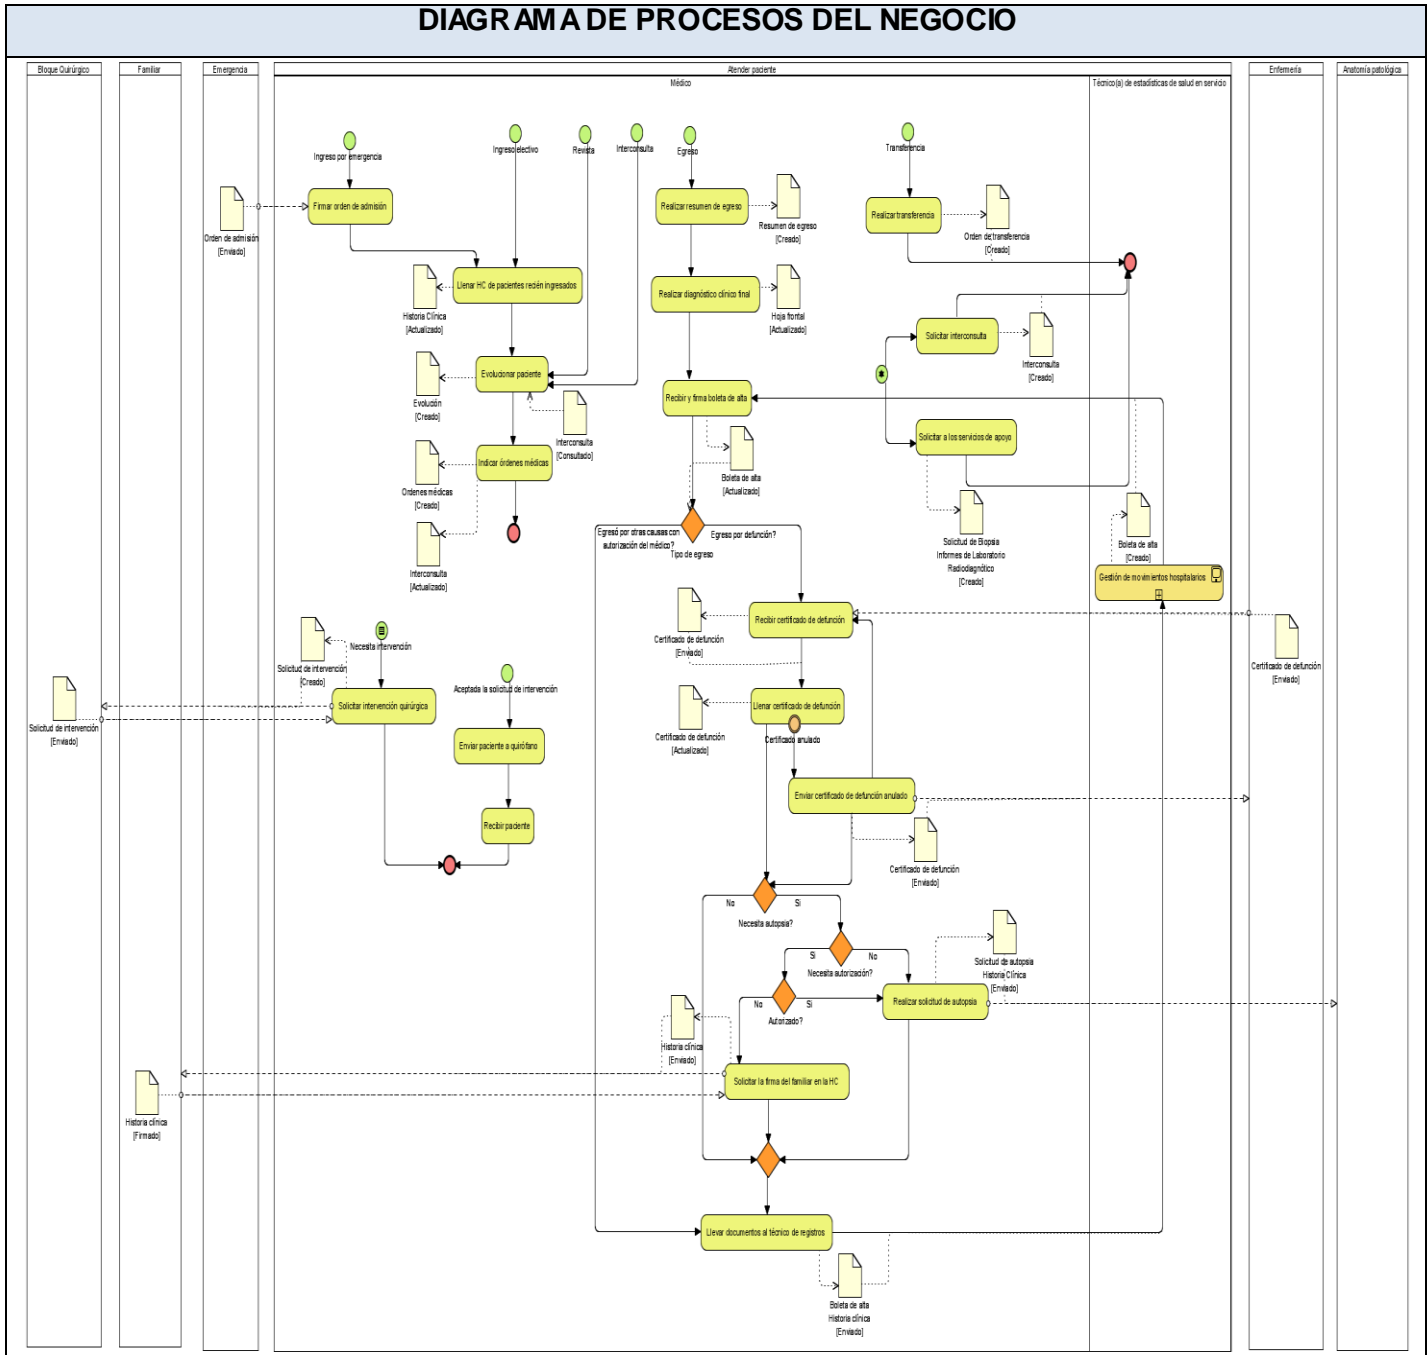 DIAGRAMA DE PROCESOS DEL NEGOCIO
Bloque Quirúrgico
Familiar
Emergencia
Atender paciente
Enfermería
Anatomía patológica
Médico
Técnico(a) de estadísticas de salud en servicio
Ingreso por emergencia
Ingreso electivo
Revista
Interconsulta
Egreso
Transferencia
Firmar orden de admisión
Orden de admisión
[Enviado]
Realizar resumen de egreso
Resumen de egreso
[Creado]
Realizar transferencia
Orden de transferencia
[Creado]
Llenar HC de pacientes recién ingresados
Historia Clínica
[Actualizado]
Realizar diagnóstico clínico final
Hoja frontal
[Actualizado]
Solicitar interconsulta
Interconsulta
[Creado]
Evolucionar paciente
Evolución
[Creado]
Interconsulta
[Consultado]
Recibir y firma boleta de alta
Boleta de alta
[Actualizado]
Solicitar a los servicios de apoyo
Solicitud de Biopsia
Informes de Laboratorio
Radiodiagnótico
[Creado]
Indicar órdenes médicas
Ordenes médicas
[Creado]
Interconsulta
[Actualizado]
Egresó por otras causas con
autorización del médico?
Egreso por defunción?
Tipo de egreso
Boleta de alta
[Creado]
Gestión de movimientos hospitalarios
Recibir certificado de defunción
Certificado de defunción
[Enviado]
Certificado de defunción
[Enviado]
Necesita intervención
Solicitud de intervención
[Creado]
Solicitar intervención quirúrgica
Solicitud de intervención
[Enviado]
Aceptada la solicitud de intervención
Enviar paciente a quirófano
Recibir paciente
Llenar certificado de defunción
Certificado de defunción
[Actualizado]
Certificado anulado
Enviar certificado de defunción anulado
Certificado de defunción
[Enviado]
No
Si
Necesita autopsia?
Si
No
Necesita autorización?
No
Si
Autorizado?
Realizar solicitud de autopsia
Solicitud de autopsia
Historia Clínica
[Enviado]
Historia clínica
[Enviado]
Solicitar la firma del familiar en la HC
Historia clínica
[Firmado]
Llevar documentos al técnico de registros
Boleta de alta
Historia clínica
[Enviado]